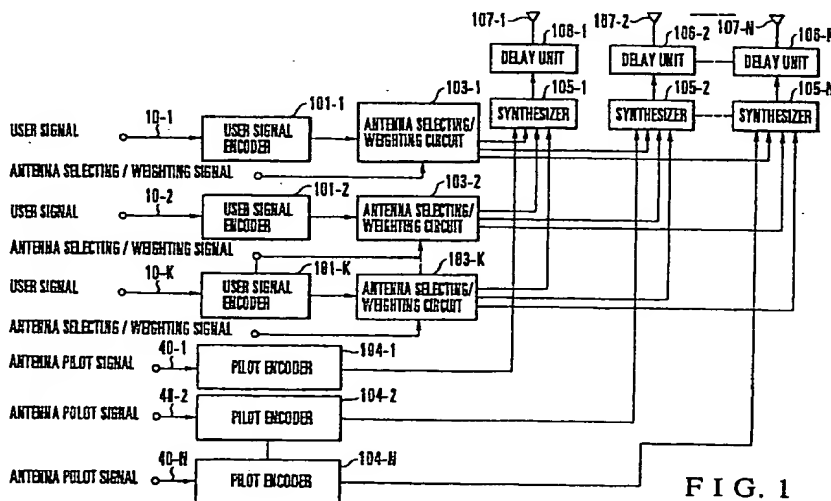 107-1 107-2 107-N
106-1 106-2 106-N
DELAY UNIT DELAY UNIT DELAY UNIT
103-1 105-1 105-2 105-N
10-1 101-1
SYNTHESIZER SYNTHESIZER SYNTHESIZER
USER SIGNAL USER SIGNAL ENCODER ANTENNA SELECTING/ WEIGHTING CIRCUIT
ANTENNA SELECTING / WEIGHTING SIGNAL
10-2 101-2 103-2
USER SIGNAL USER SIGNAL ENCODER ANTENNA SELECTING/ WEIGHTING CIRCUIT
ANTENNA SELECTING / WEIGHTING SIGNAL
10-K 101-K 103-K
USER SIGNAL USER SIGNAL ENCODER ANTENNA SELECTING/ WEIGHTING CIRCUIT
ANTENNA SELECTING / WEIGHTING SIGNAL
40-1 104-1
ANTENNA PILOT SIGNAL PILOT ENCODER
40-2 104-2
ANTENNA POLOT SIGNAL PILOT ENCODER
40-N 104-N
ANTENNA POLOT SIGNAL PILOT ENCODER
FIG. 1